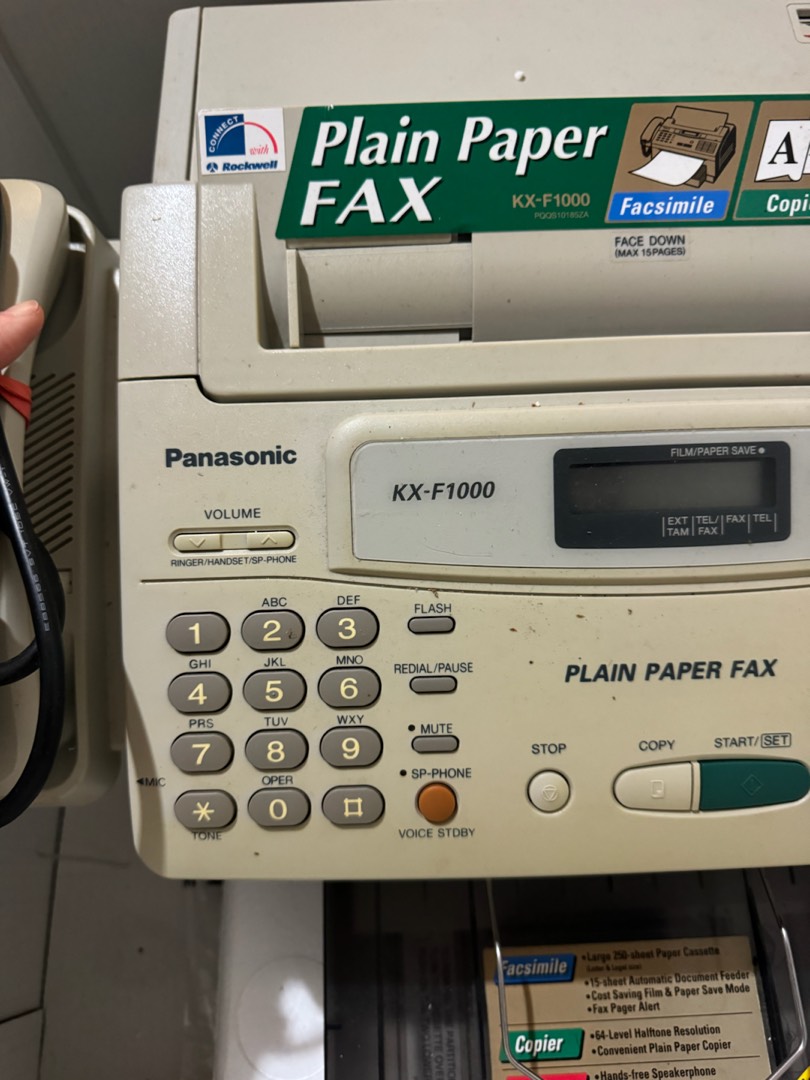 CONNECT
with
Rockwell
Plain Paper
FAX
KX-F1000
PQQS10185ZA
Facsimile
A
Copi
FACE DOWN
(MAX 15PAGES)
Panasonic
KX-F1000
FILM/PAPER SAVE
EXT TEL/ FAX TEL
TAM FAX
VOLUME
RINGER/HANDSET/SP-PHONE
ABC DEF
1 2 3
FLASH
GHI JKL MNO
4 5 6
REDIAL/PAUSE
PRS TUV WXY
7 8 9
MUTE
MIC
OPER
* 0 #
TONE
SP-PHONE
VOICE STDBY
PLAIN PAPER FAX
STOP COPY START/SET
Facsimile
•Large 250-sheet Paper Cassette
(Letter & Legal size)
•15-sheet Automatic Document Feeder
•Cost Saving Film & Paper Save Mode
•Fax Pager Alert
Copier
•64-Level Halftone Resolution
•Convenient Plain Paper Copier
•Hands-free Speakerphone